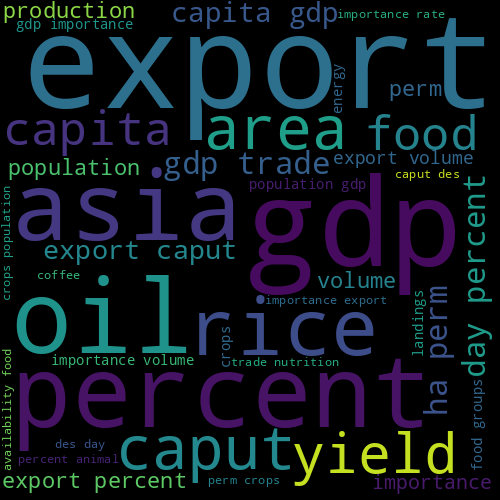 production
capita gdp
importance rate
gdp importance
export
energy
perm
capita
area
food
population
gdp trade
export volume
caput des
asia
population gdp
gdp
crops population
day percent
export caput
coffee
volume
oil
rice
importance export
landings
ha perm
crops
importance volume
trade nutrition
percent
availability food
food groups
des day
caput
yield
percent animal
export percent
perm crops
importance